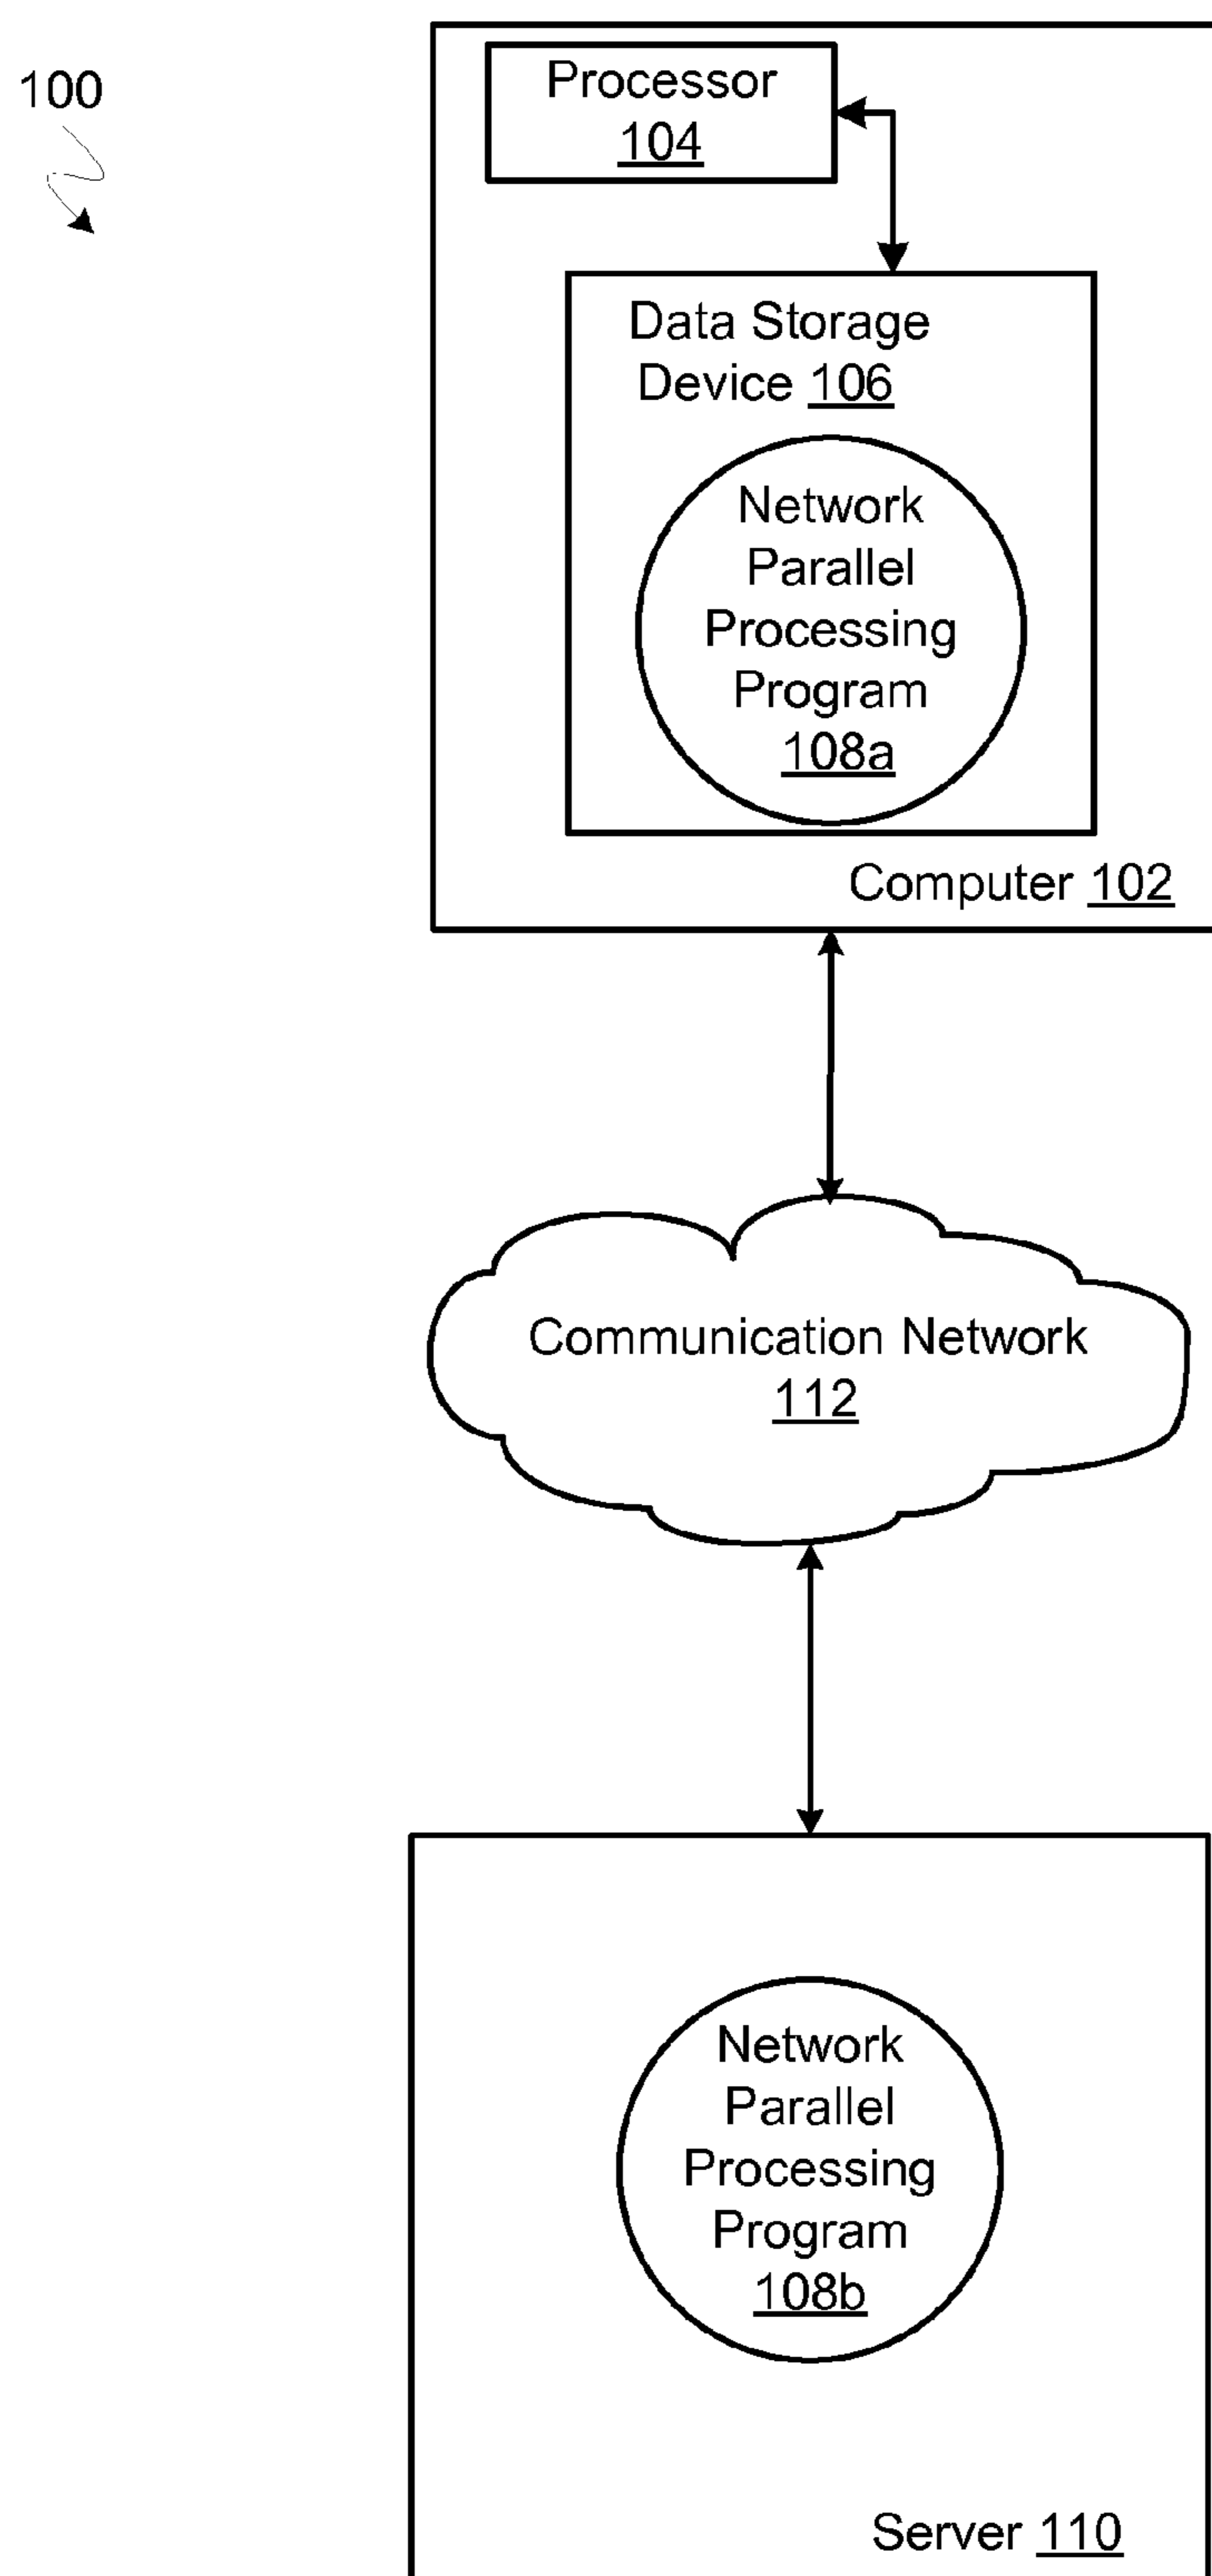 100
Processor
104
Data Storage
Device 106
Network
Parallel
Processing
Program
108a
Computer 102
Communication Network
112
Network
Parallel
Processing
Program
108b
Server 110